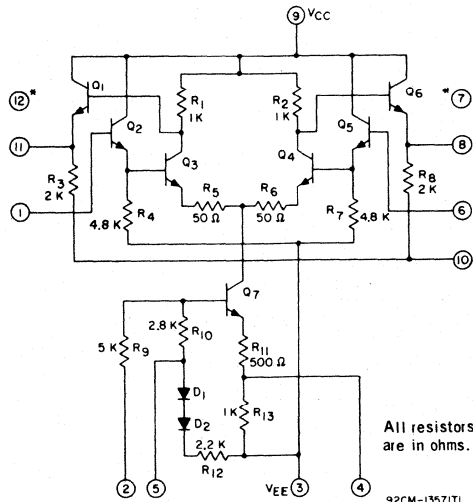 9 VCC
Q1
Q6
12 *
* 7
R1
1K
R2
1K
Q2
Q5
11
8
Q3
Q4
R3
2 K
R8
2 K
R5
50 Ω
R6
50 Ω
1
R4
4.8 K
R7
4.8 K
6
10
Q7
2.8 K
R10
5 K
R9
R11
500 Ω
D1
1K
R13
D2
2.2 K
R12
All resistors
are in ohms.
2
5
VEE 3
4
92CM-13571T1